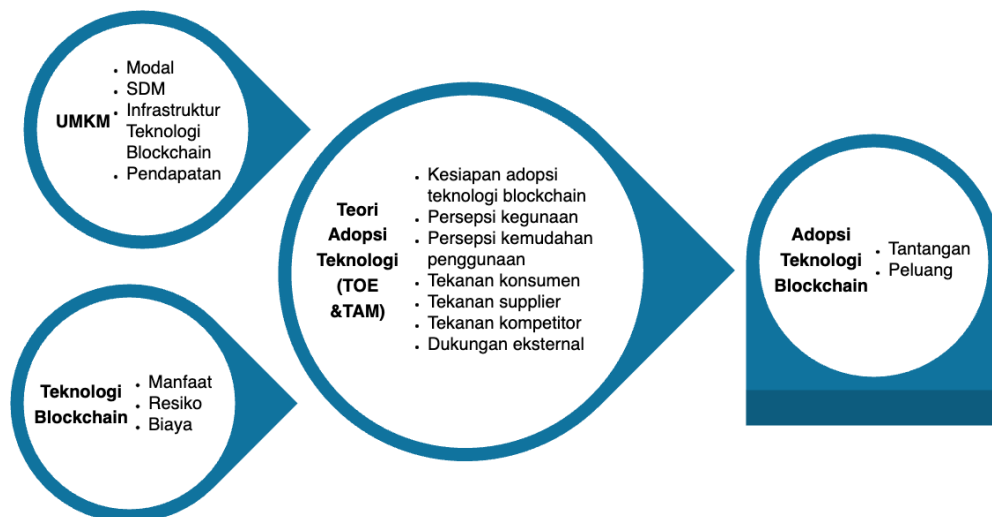 UMKM
Modal
SDM
Infrastruktur
Teknologi
Blockchain
Pendapatan
Teknologi
Blockchain
Manfaat
Resiko
Biaya
Teori
Adopsi
Teknologi
(TOE
&TAM)
Kesiapan adopsi
teknologi blockchain
Persepsi kegunaan
Persepsi kemudahan
penggunaan
Tekanan konsumen
Tekanan supplier
Tekanan kompetitor
Dukungan eksternal
Adopsi
Teknologi
Blockchain
Tantangan
Peluang